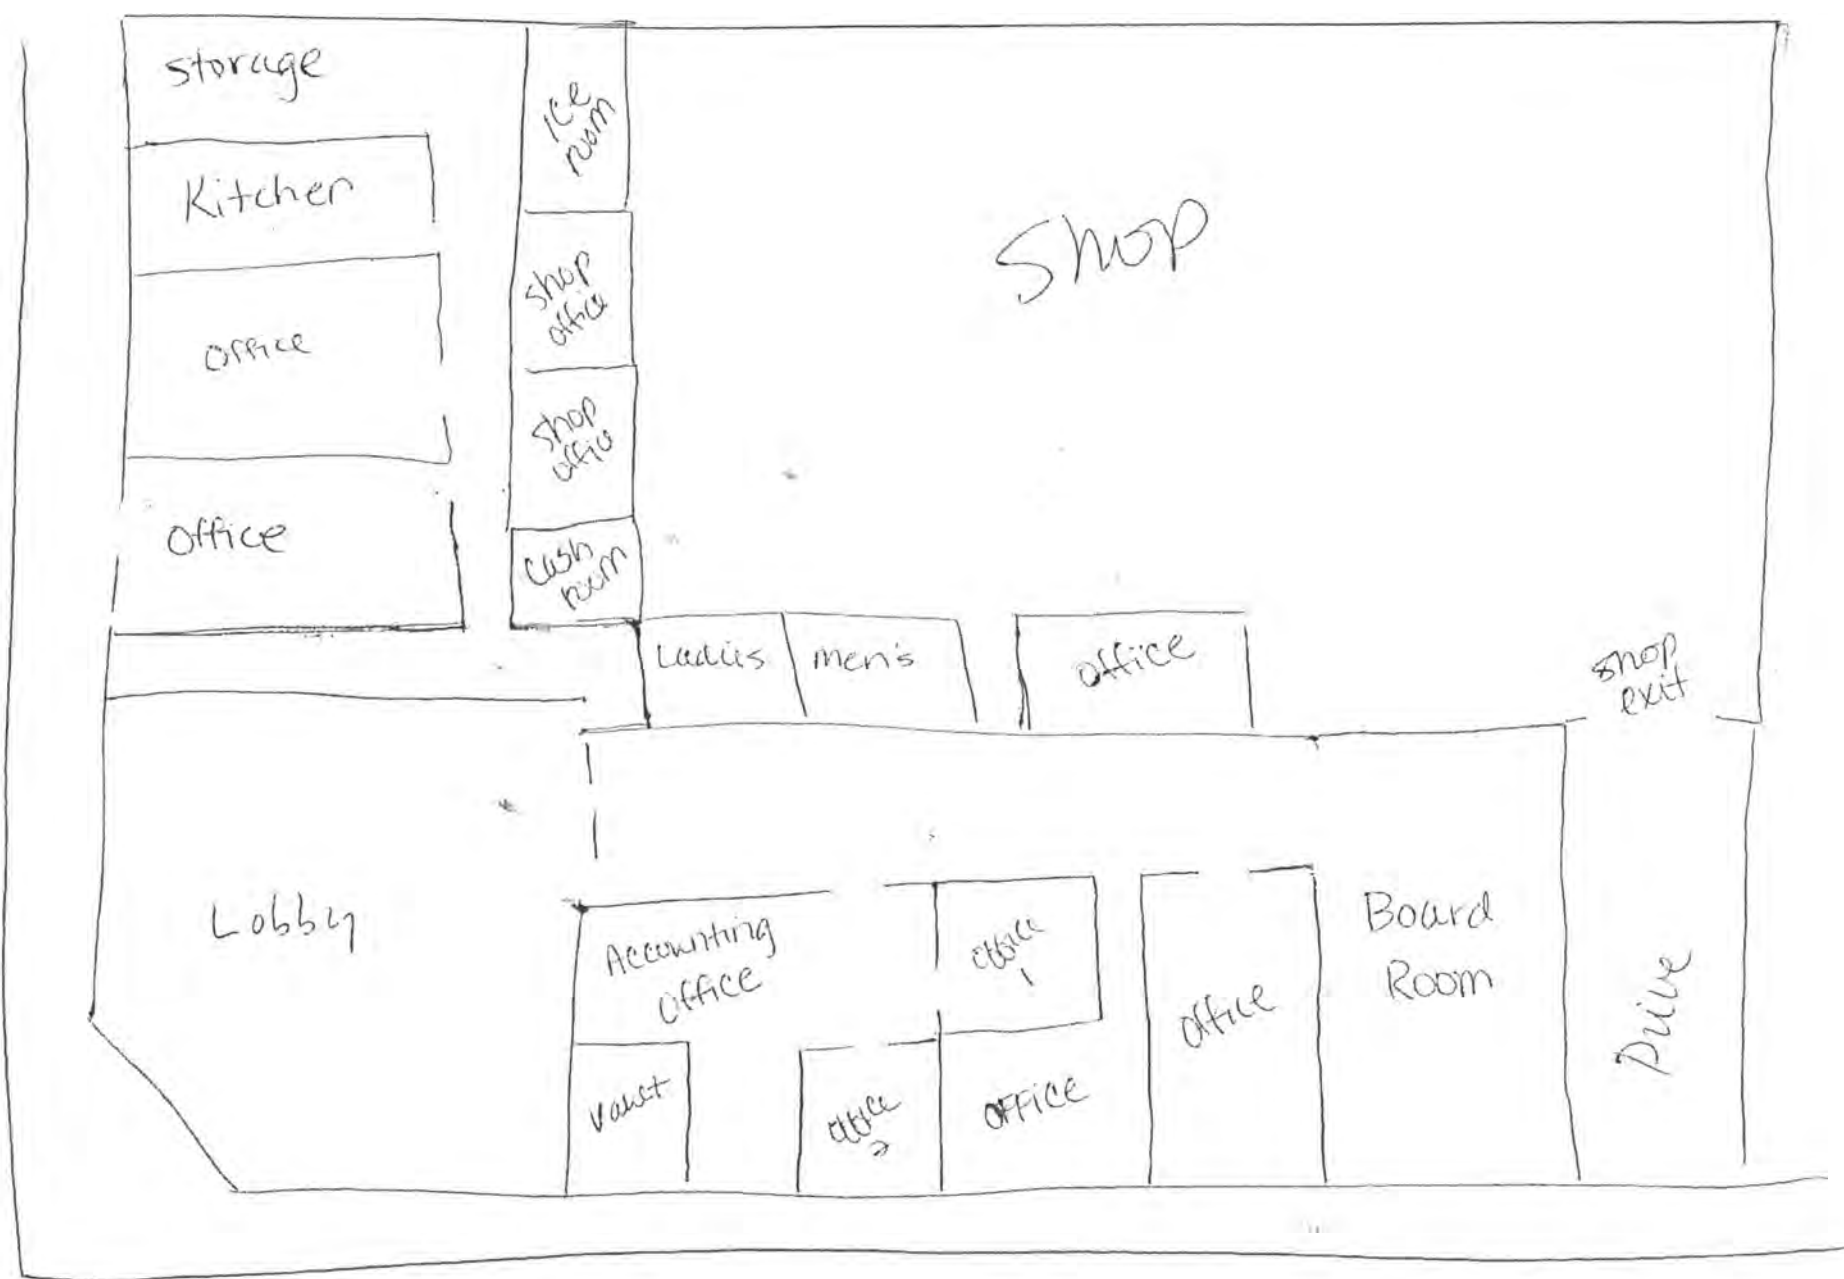 storage
ice
room
Kitchen
shop
shop
office
office
shop
office
office
cash
room
Ladies
men's
office
shop
exit
Lobby
Accounting
office
office
1
office
Board
Room
Drive
vault
office
2
office